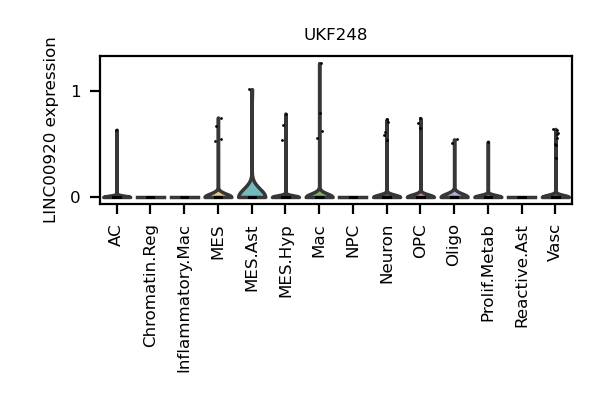 UKF248
LINC00920 expression
1
0
AC
Chromatin.Reg
Inflammatory.Mac
MES
MES.Ast
MES.Hyp
Mac
NPC
Neuron
OPC
Oligo
Prolif.Metab
Reactive.Ast
Vasc